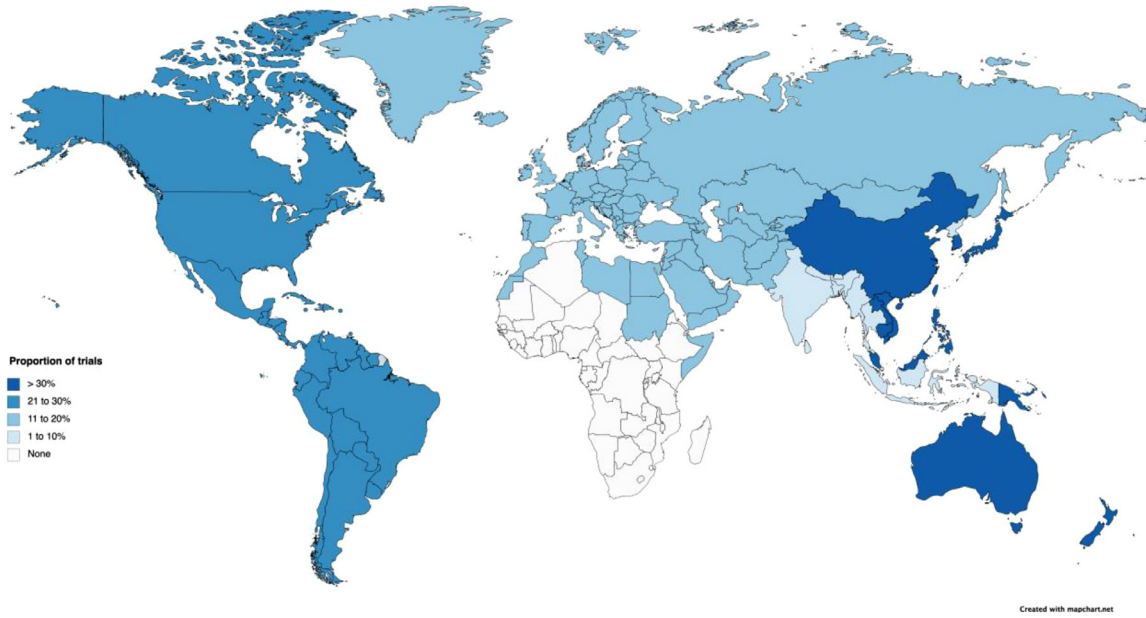 Proportion of trials
> 30%
21 to 30%
11 to 20%
1 to 10%
None
Created with mapchart.net